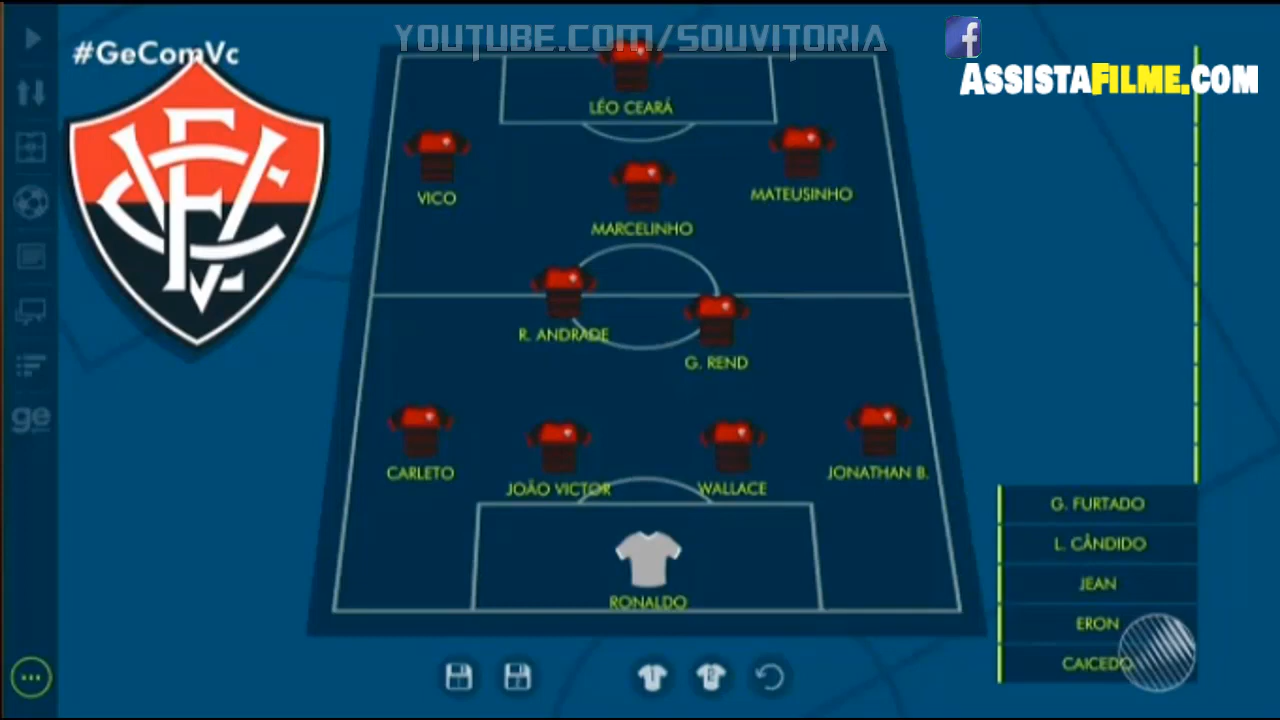 YOUTUBE.COM/SOUVITORIA
#GeComVc
f
ASSISTAFILME.COM
LÉO CEARÁ
VICO
MATEUSINHO
MARCELINHO
R. ANDRADE
G. REND
ge
CARLETO
JONATHAN B.
JOÃO VICTOR
WALLACE
G. FURTADO
L. CÂNDIDO
JEAN
RONALDO
ERON
CAICEDO